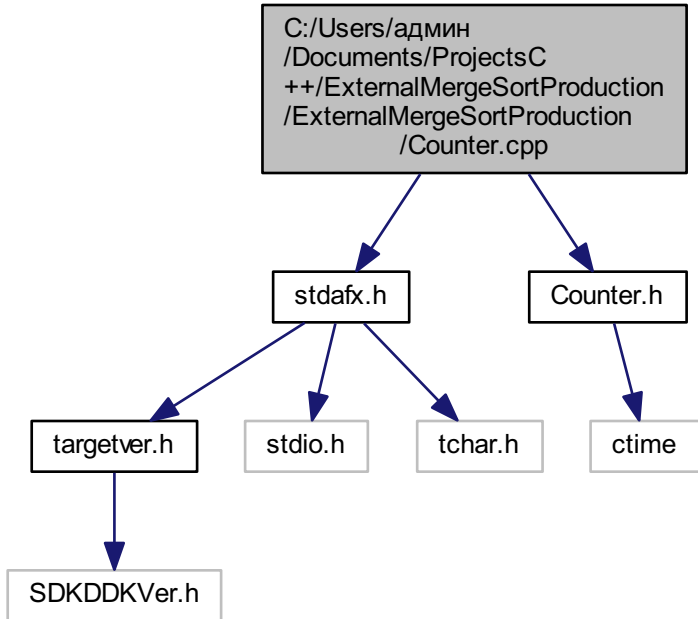 C:/Users/админ
/Documents/ProjectsC
++/ExternalMergeSortProduction
/ExternalMergeSortProduction
/Counter.cpp
stdafx.h
Counter.h
targetver.h
stdio.h
tchar.h
ctime
SDKDDKVer.h